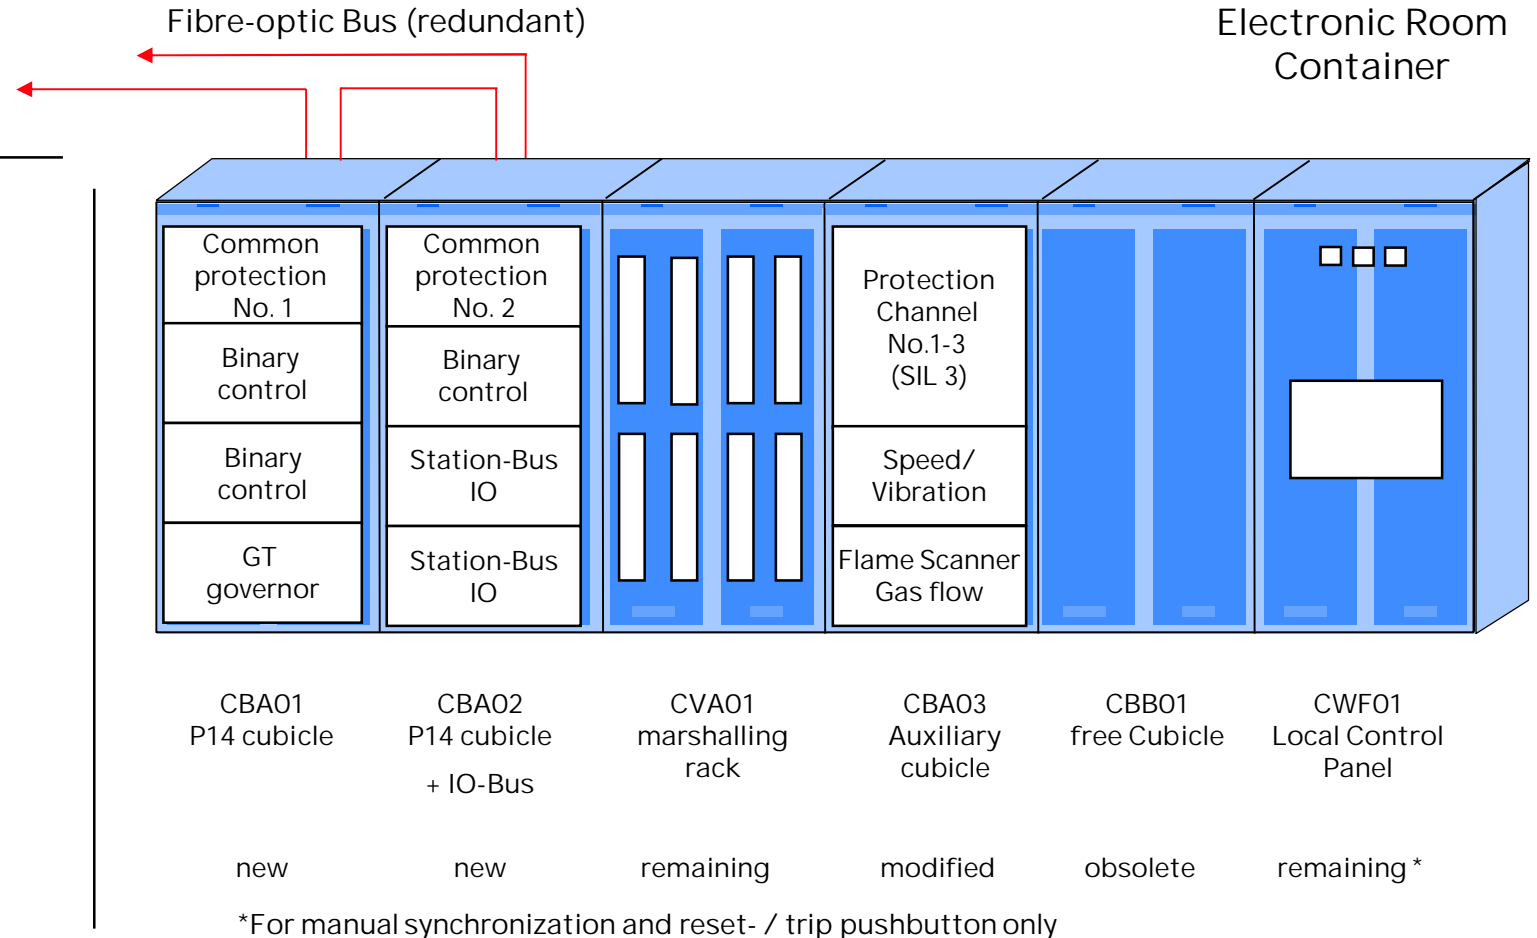 Fibre-optic Bus (redundant)
Electronic Room
Container
Common
protection
No. 1
Binary
control
Binary
control
GT
governor
Common
protection
No. 2
Binary
control
Station-Bus
IO
Station-Bus
IO
Protection
Channel
No.1-3
(SIL 3)
Speed/
Vibration
Flame Scanner
Gas flow
CBA01
P14 cubicle
CBA02
P14 cubicle
+ IO-Bus
CVA01
marshalling
rack
CBA03
Auxiliary
cubicle
CBB01
free Cubicle
CWF01
Local Control
Panel
new
new
remaining
modified
obsolete
remaining *
*For manual synchronization and reset- / trip pushbutton only